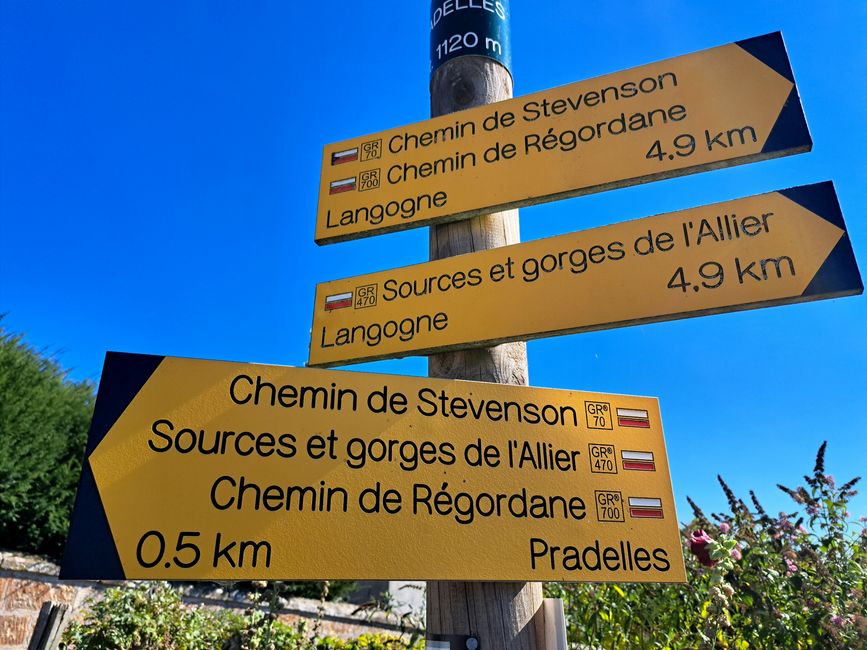 ADELLES
1120 m
GR 70 Chemin de Stevenson
GR 700 Chemin de Régordane
4.9 km
Langogne
GR 470 Sources et gorges de l'Allier
4.9 km
Langogne
Chemin de Stevenson GR® 70
Sources et gorges de l'Allier GR® 470
Chemin de Régordane GR® 700
0.5 km Pradelles